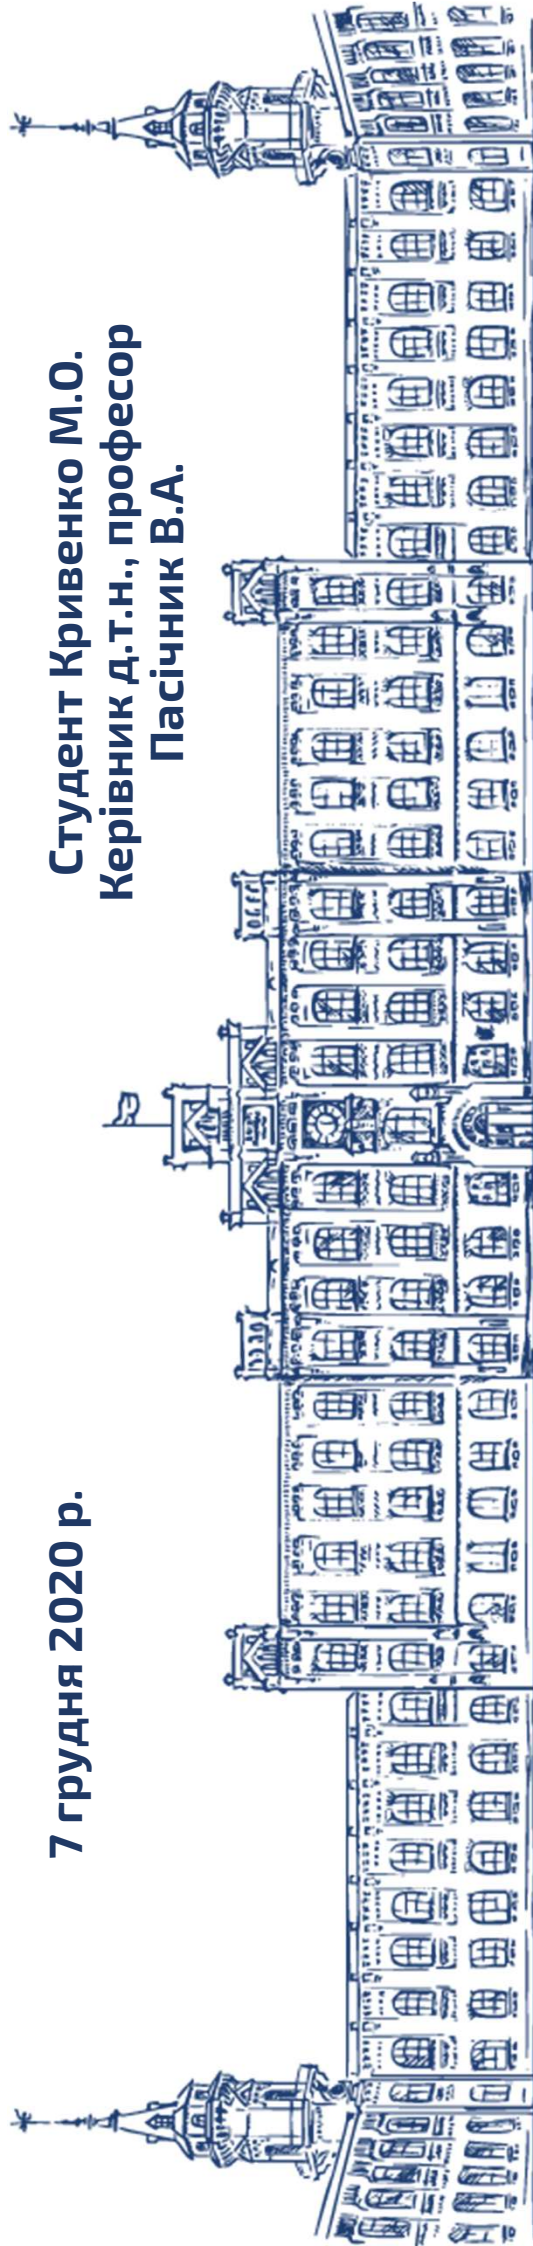 7 грудня 2020 р.
Студент Кривенко М.О.
Керівник д.т.н., професор
Пасічник В.А.